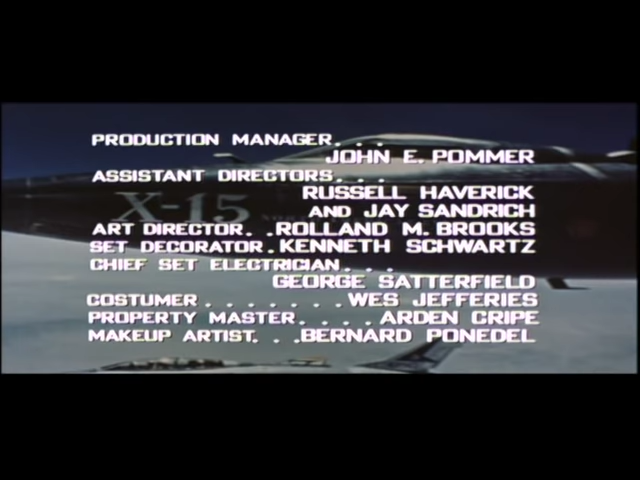 PRODUCTION MANAGER. . .
JOHN E. POMMER
ASSISTANT DIRECTORS. . .
RUSSELL HAVERICK
AND JAY SANDRICH
ART DIRECTOR. . .ROLLAND M. BROOKS
SET DECORATOR. KENNETH SCHWARTZ
CHIEF SET ELECTRICIAN. . .
GEORGE SATTERFIELD
COSTUMER . . . . . . . WES JEFFERIES
PROPERTY MASTER. . . . ARDEN CRIPE
MAKEUP ARTIST. . .BERNARD PONEDEL
X-15